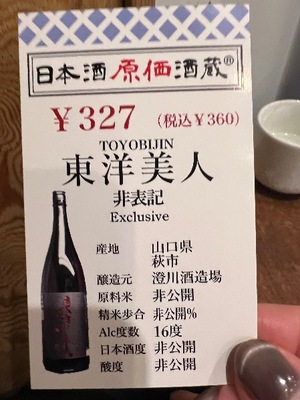 日本酒原価酒蔵®
￥327 （税込￥360）
TOYOBIJIN
東洋美人
非表記
Exclusive
産地 山口県
萩市
醸造元 澄川酒造場
原料米 非公開
精米歩合 非公開%
Alc度数 16度
日本酒度 非公開
酸度 非公開